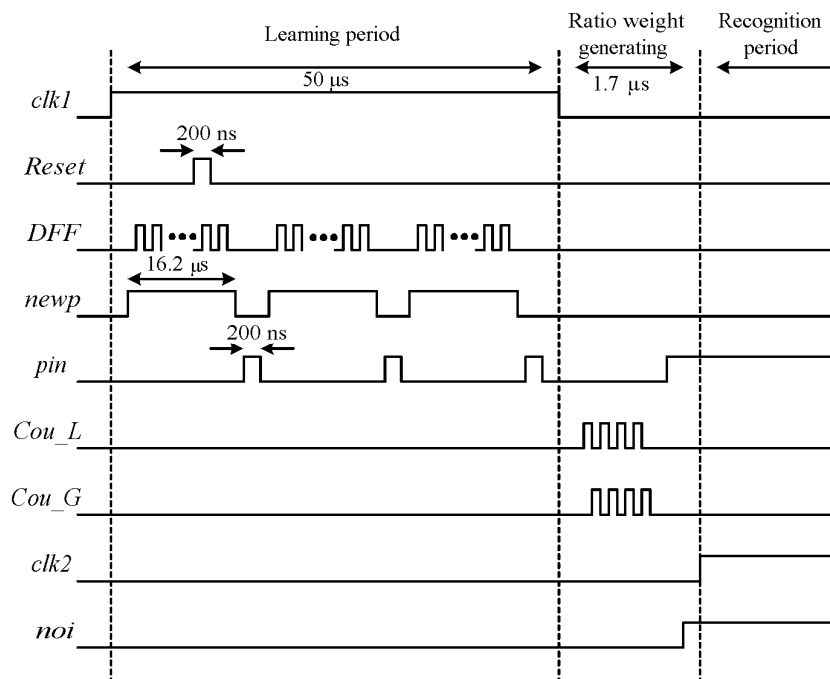 Learning period
Ratio weight
generating
Recognition
period
50 μs
1.7 μs
clk1
200 ns
Reset
DFF
16.2 μs
newp
200 ns
pin
Cou_L
Cou_G
clk2
noi